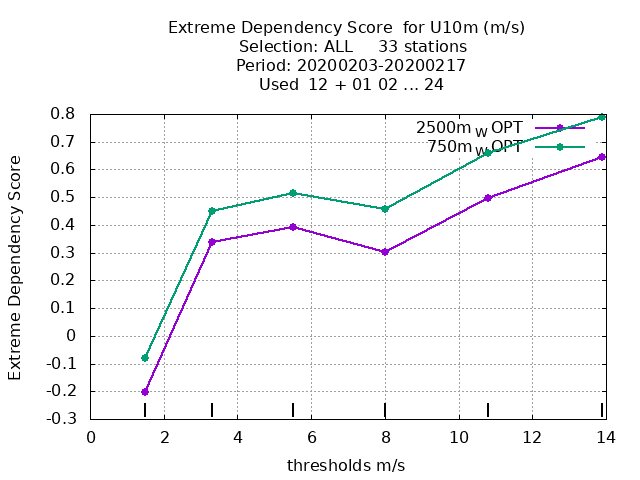 Extreme Dependency Score  for U10m (m/s)
Selection: ALL     33 stations
Period: 20200203-20200217
Used  12 + 01 02 ... 24
2500m W OPT
750m W OPT
0.8
0.7
0.6
0.5
0.4
0.3
0.2
0.1
0
-0.1
-0.2
-0.3
Extreme Dependency Score
0 2 4 6 8 10 12 14
thresholds m/s